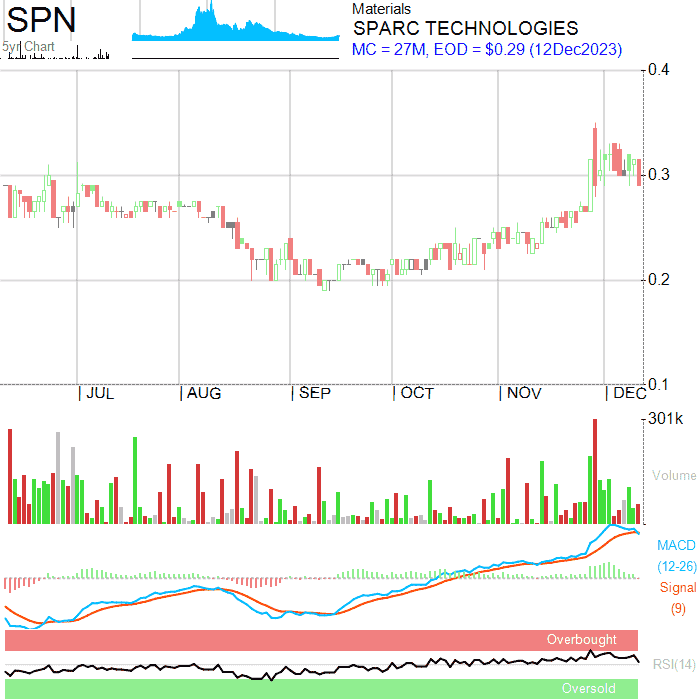 SPN
5yr Chart
Materials
SPARC TECHNOLOGIES
MC = 27M, EOD = $0.29 (12Dec2023)
0.4
0.3
0.2
0.1
JUL AUG SEP OCT NOV DEC
301k
Volume
MACD
(12-26)
Signal
(9)
Overbought
RSI(14)
Oversold